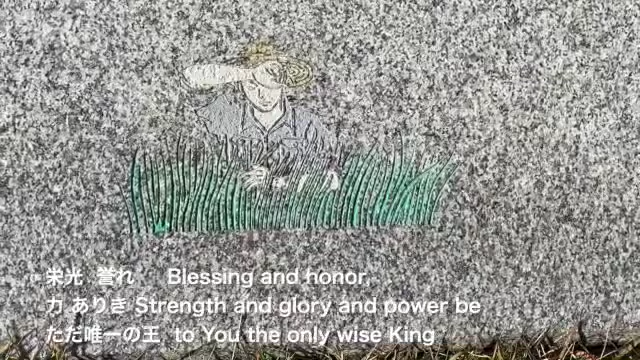 栄光 誉れ Blessing and honor,
力 ありき Strength and glory and power be
ただ唯一の王 to You the only wise King